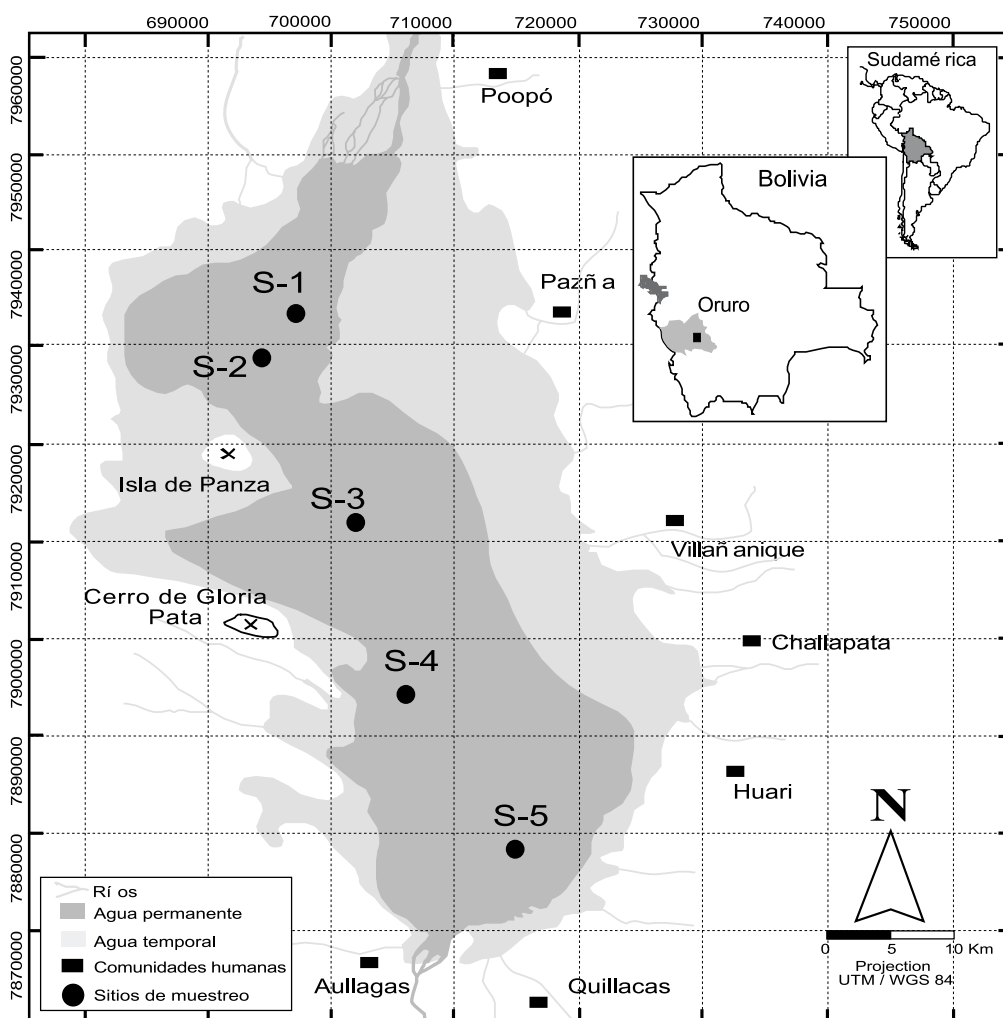 690000 700000 710000 720000 730000 740000 750000
7960000
7950000
7940000
7930000
7920000
7910000
7900000
7890000
7880000
7870000
Sudamé rica
Poopó
Bolivia
Oruro
S-1
Pazñ a
S-2
Isla de Panza
S-3
Villañ anique
Cerro de Gloria
Pata
Challapata
S-4
Huari
S-5
N
Rí os
Agua permanente
Agua temporal
Comunidades humanas
Sitios de muestreo
Aullagas
Quillacas
0 5 10 Km
Projection
UTM / WGS 84